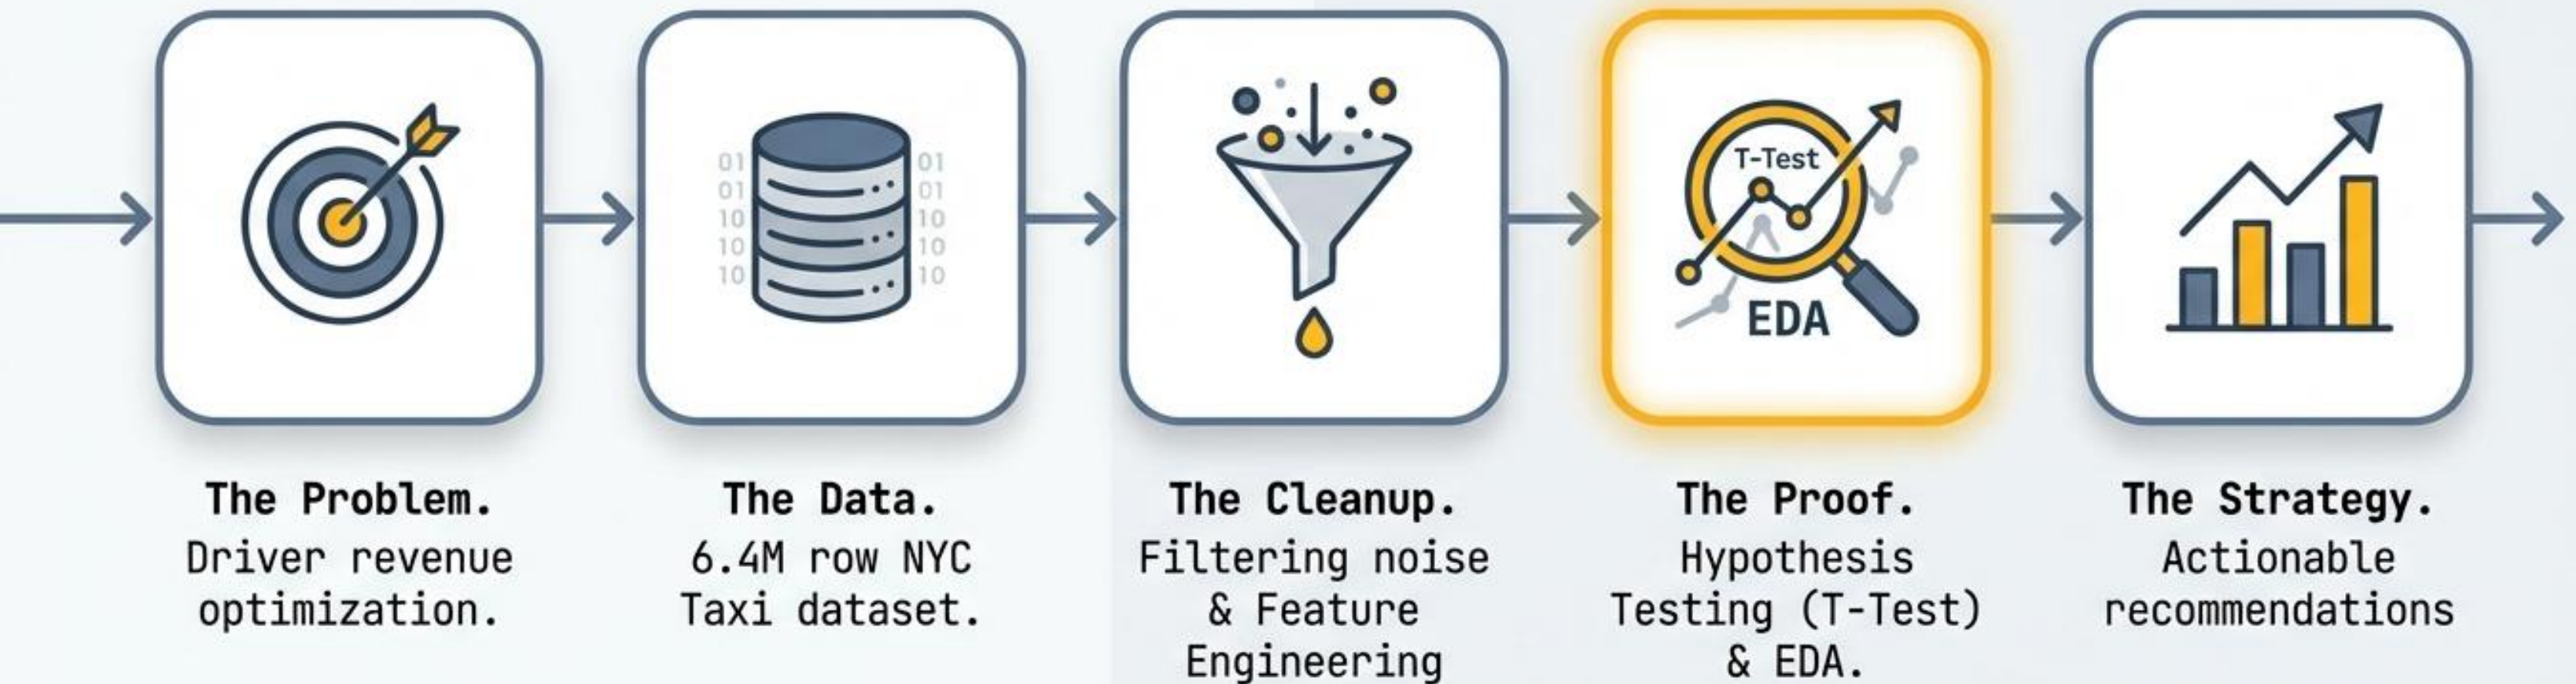 01
01
10
10
10
01
01
10
10
10
T-Test
EDA
The Problem.
Driver revenue
optimization.
The Data.
6.4M row NYC
Taxi dataset.
The Cleanup.
Filtering noise
& Feature
Engineering
The Proof.
Hypothesis
Testing (T-Test)
& EDA.
The Strategy.
Actionable
recommendations